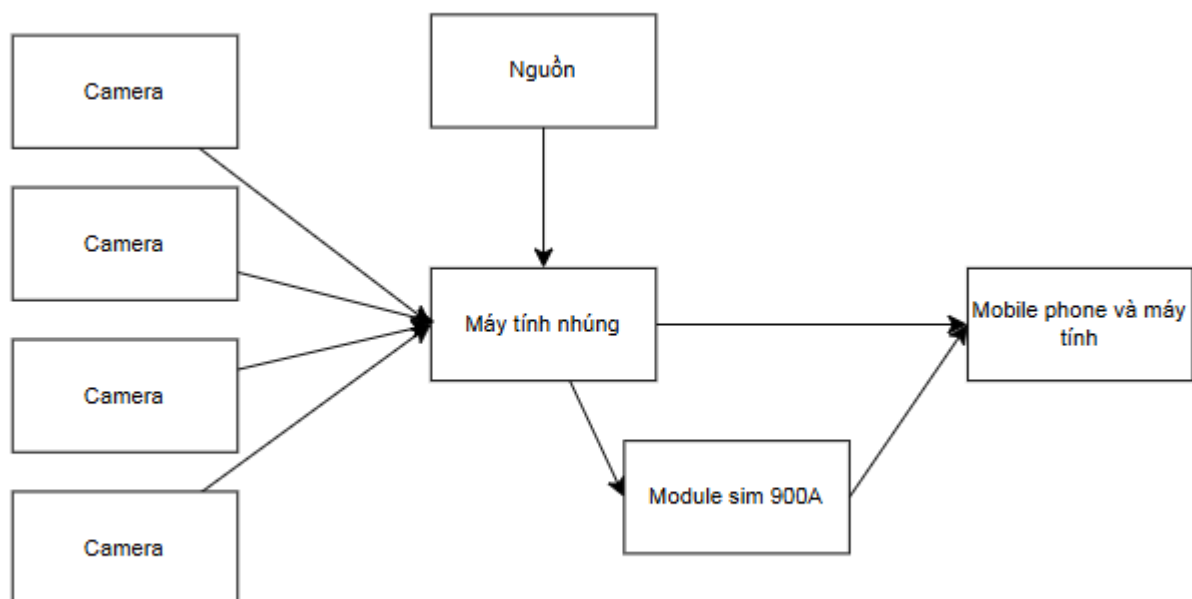 Camera
Nguồn
Camera
Máy tính nhúng
Mobile phone và máy
tính
Camera
Module sim 900A
Camera